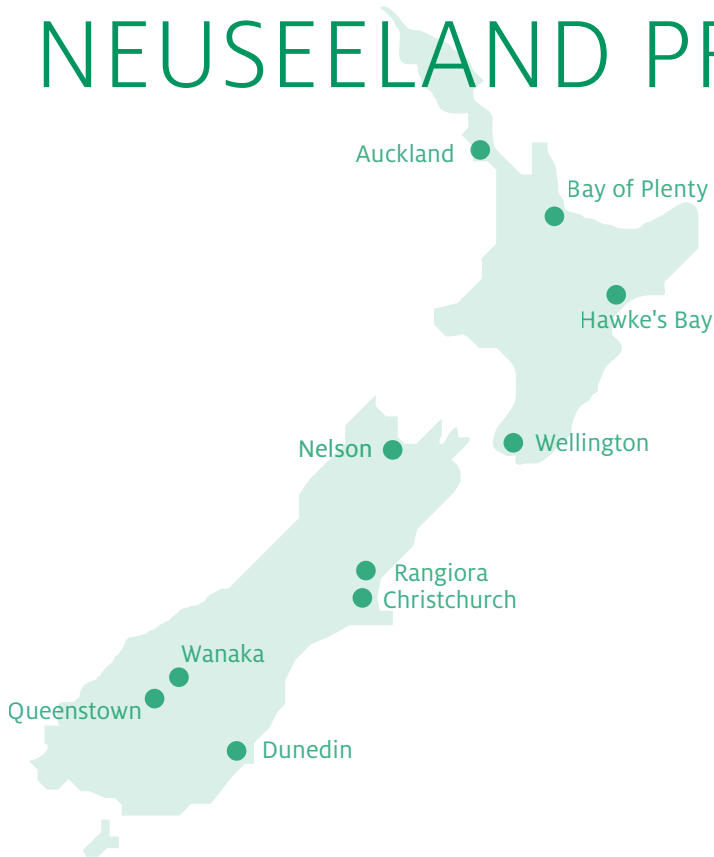 NEUSEELAND
Auckland
Bay of Plenty
Hawke's Bay
Nelson
Wellington
Rangiora
Christchurch
Wanaka
Queenstown
Dunedin